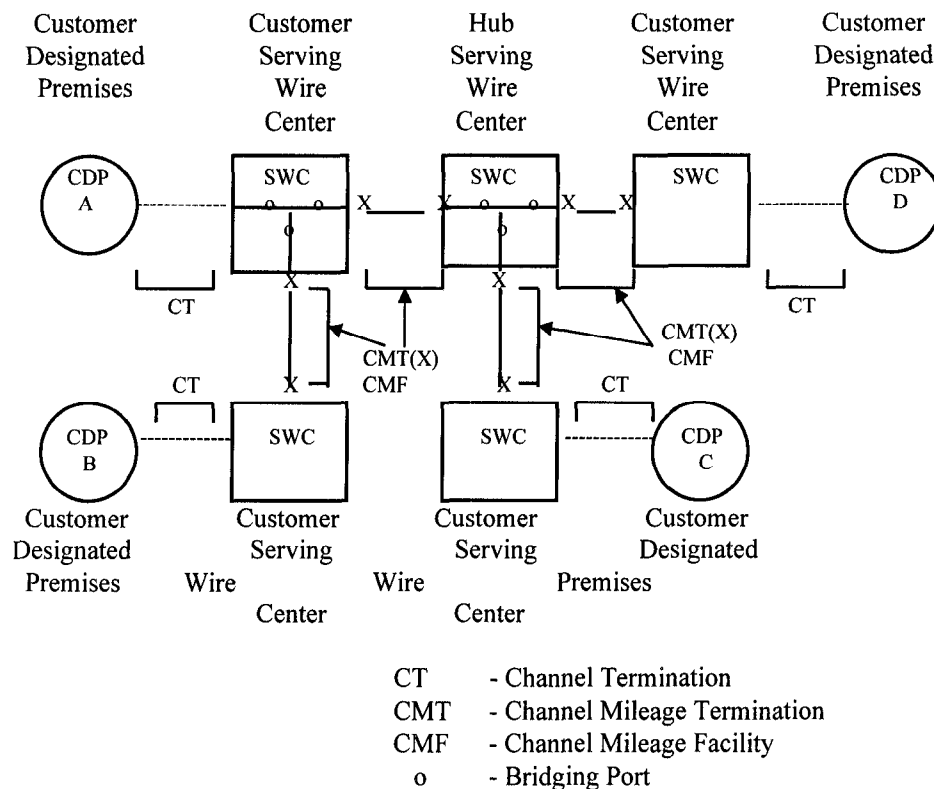 Customer Customer Hub Customer Customer
Designated Serving Serving Serving Designated
Premises Wire Wire Wire Premises
Center Center Center
CDP SWC SWC SWC CDP
A o o X X o o X X D
o o
X X
CT CT
CMT(X) CMT(X)
CMF CMF
CT X X CT
CDP SWC SWC CDP
B C
Customer Customer Customer Customer
Designated Serving Serving Designated
Premises Wire Wire Premises
Center Center
CT - Channel Termination
CMT - Channel Mileage Termination
CMF - Channel Mileage Facility
o - Bridging Port